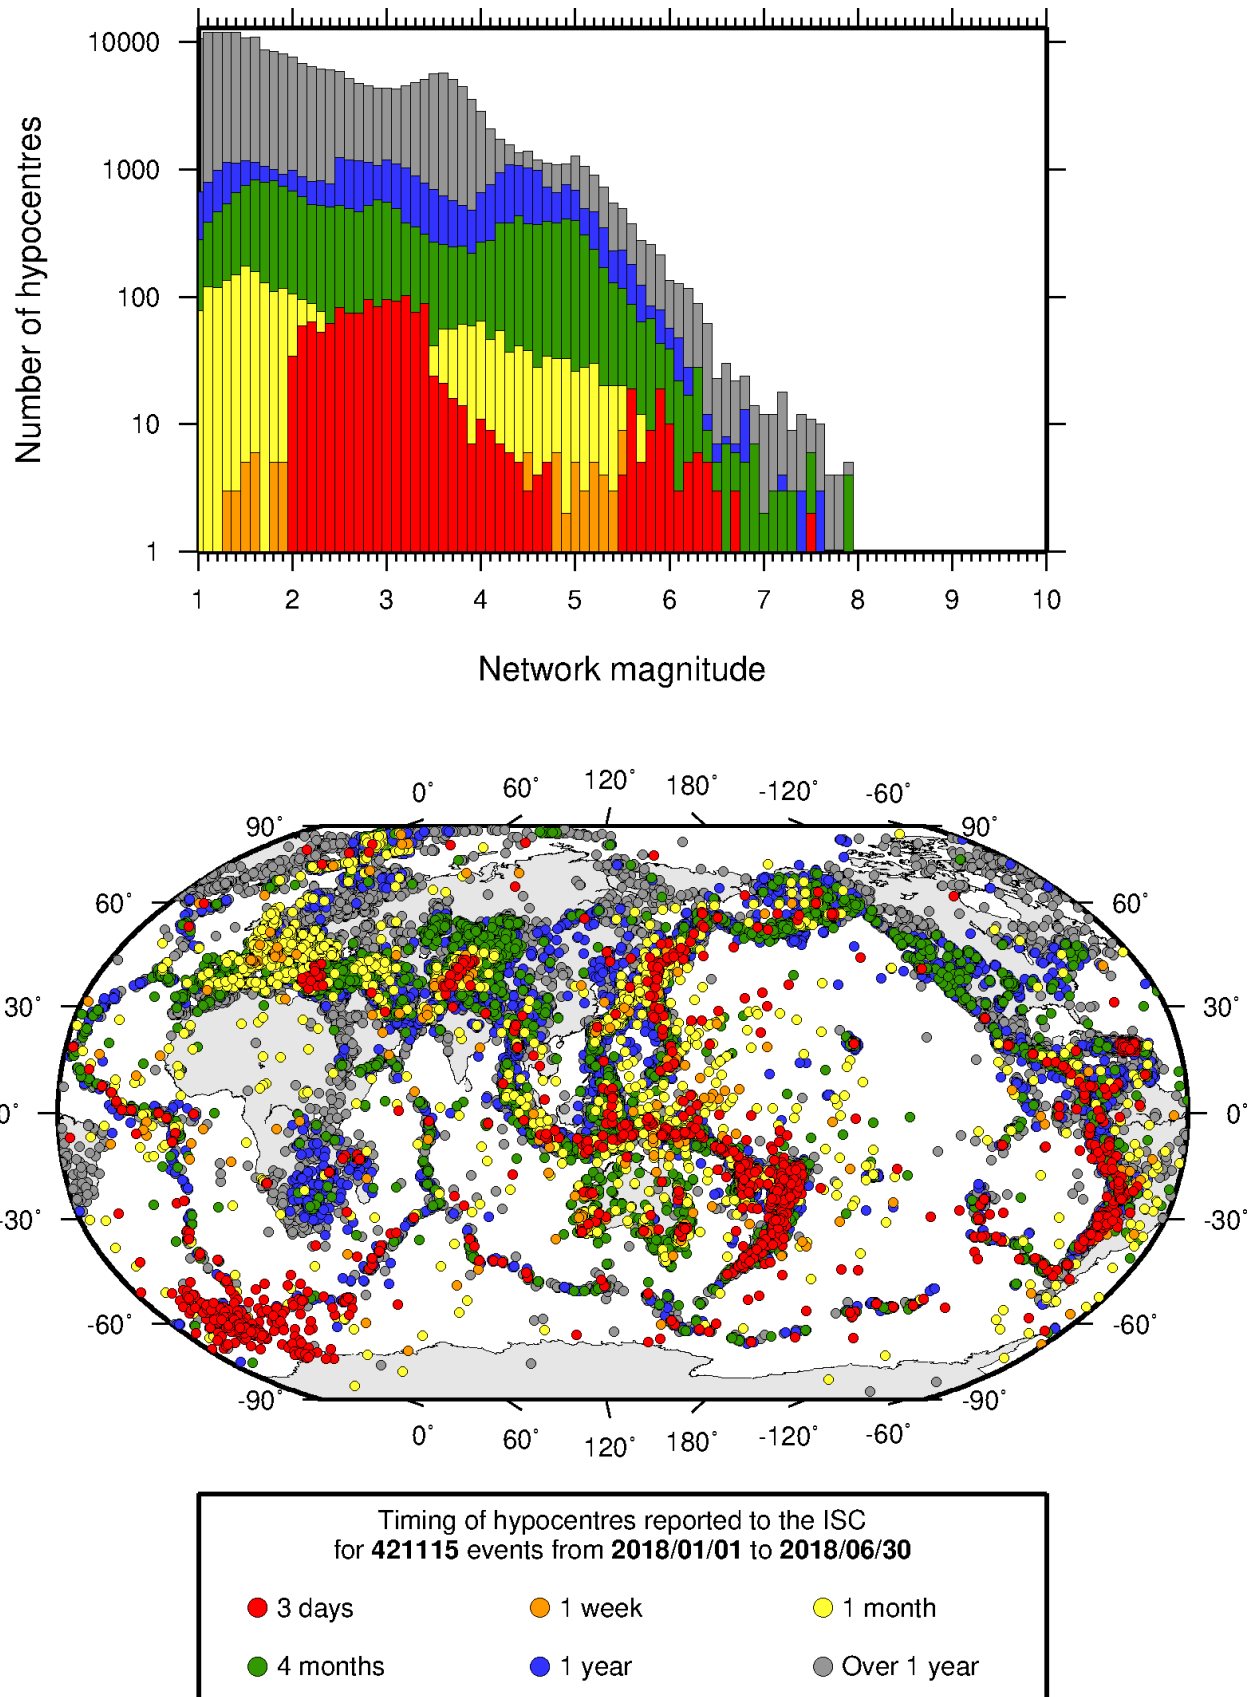 10000
1000
100
10
1
Number of hypocentres
1 2 3 4 5 6 7 8 9 10
Network magnitude
0˚ 60˚ 120˚ 180˚ -120˚ -60˚
90˚ 90˚
60˚ 60˚
30˚ 30˚
0˚ 0˚
-30˚ -30˚
-60˚ -60˚
-90˚ -90˚
0˚ 60˚ 120˚ 180˚ -120˚ -60˚
Timing of hypocentres reported to the ISC
for 421115 events from 2018/01/01 to 2018/06/30
3 days 1 week 1 month
4 months 1 year Over 1 year